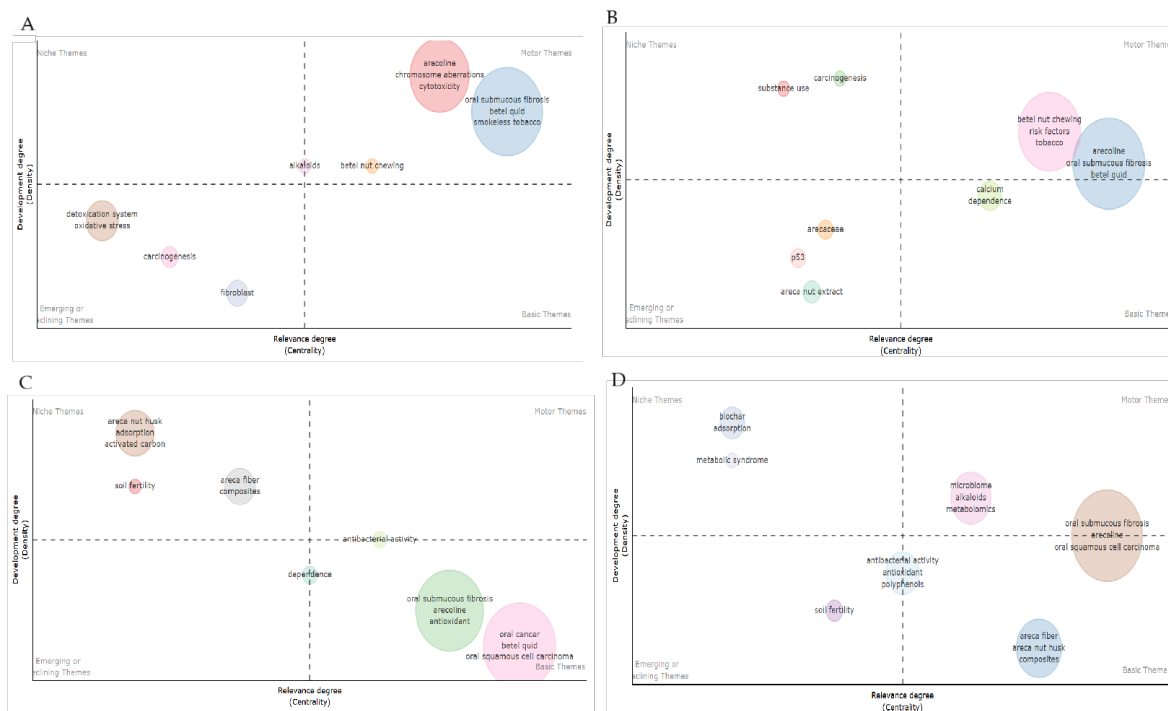 A
Niche Themes
Motor Themes
arecoline
chromosome aberrations
cytotoxicity
oral submucous fibrosis
betel quid
smokeless tobacco
alkaloids
betel nut chewing
detoxication system
oxidative stress
carcinogenesis
fibroblast
Emerging or
eclining Themes
Basic Themes
Development degree
(Density)
Relevance degree
(Centrality)
B
Niche Themes
Motor Themes
carcinogenesis
substance use
betel nut chewing
risk factors
tobacco
arecoline
oral submucous fibrosis
betel quid
calcium
dependence
arecaceae
p53
areca nut extract
Emerging or
eclining Themes
Basic Themes
Development degree
(Density)
Relevance degree
(Centrality)
C
Niche Themes
Motor Themes
areca nut husk
adsorption
activated carbon
soil fertility
areca fiber
composites
antibacterial activity
dependence
oral submucous fibrosis
arecoline
antioxidant
oral cancer
betel quid
oral squamous cell carcinoma
Emerging or
eclining Themes
Basic Themes
Development degree
(Density)
Relevance degree
(Centrality)
D
Niche Themes
Motor Themes
biochar
adsorption
metabolic syndrome
microbiome
alkaloids
metabolomics
oral submucous fibrosis
arecoline
oral squamous cell carcinoma
antibacterial activity
antioxidant
polyphenols
soil fertility
areca fiber
areca nut husk
composites
Emerging or
eclining Themes
Basic Themes
Development degree
(Density)
Relevance degree
(Centrality)